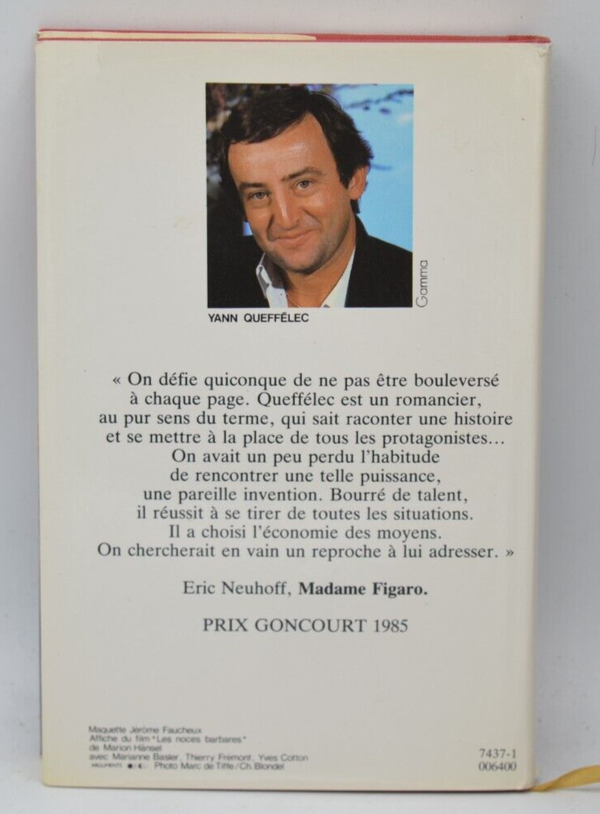 Gamma
YANN QUEFFÉLEC
« On défie quiconque de ne pas être bouleversé
à chaque page. Queffélec est un romancier,
au pur sens du terme, qui sait raconter une histoire
et se mettre à la place de tous les protagonistes...
On avait un peu perdu l'habitude
de rencontrer une telle puissance,
une pareille invention. Bourré de talent,
il réussit à se tirer de toutes les situations.
Il a choisi l'économie des moyens.
On chercherait en vain un reproche à lui adresser. »
Eric Neuhoff, Madame Figaro.
PRIX GONCOURT 1985
Maquette Jérôme Faucheux
Affiche du film "Les noces barbares"
de Marion Hänsel
avec Marianne Basler, Thierry Frémont, Yves Cotton
ARGUMENTS Photo Marc de Tiffe/Ch. Blondel
7437-1
006400